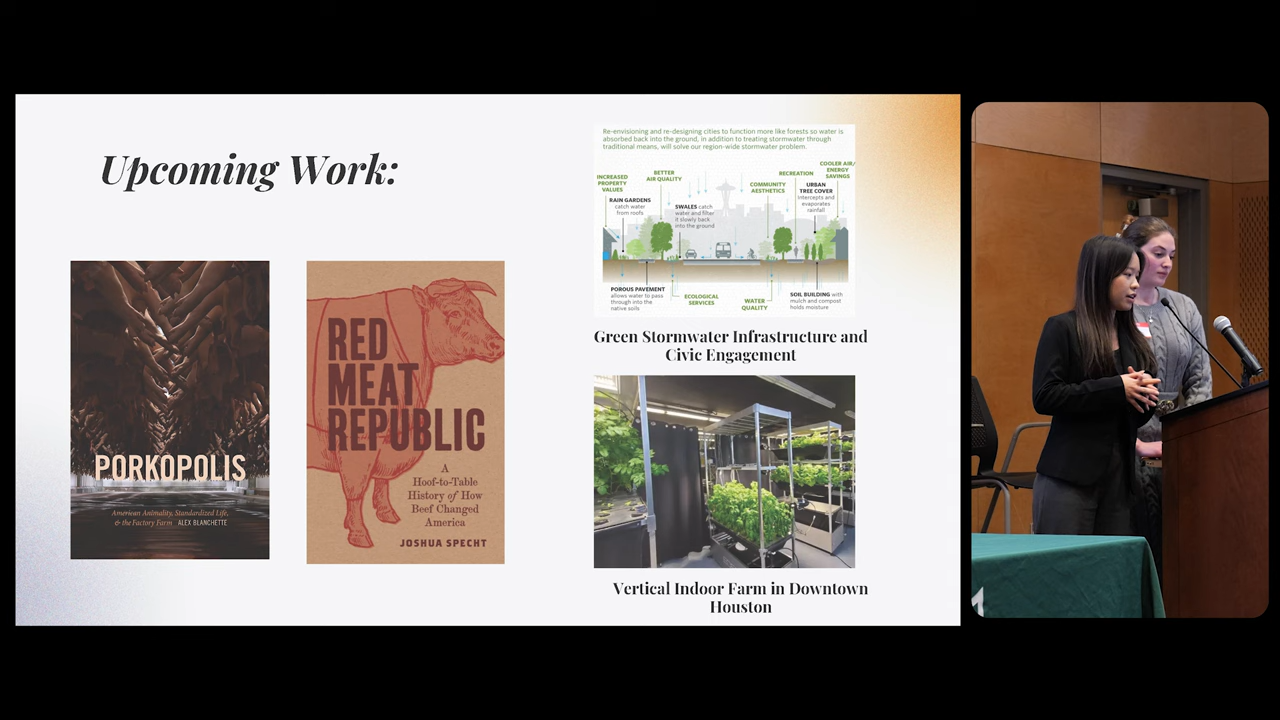 Upcoming Work:
PORKOPOLIS
American Animality, Standardized Life,
& the Factory Farm ALEX BLANCHETTE
RED
MEAT
REPUBLIC
A
Hoof-to-Table
History of How
Beef Changed
America
JOSHUA SPECHT
Re-envisioning and re-designing cities to function more like forests so water is
absorbed back into the ground, in addition to treating stormwater through
traditional means, will solve our region-wide stormwater problem.
INCREASED
PROPERTY
VALUES
BETTER
AIR QUALITY
COMMUNITY
AESTHETICS
RECREATION
COOLER AIR/
ENERGY
SAVINGS
RAIN GARDENS
catch water
from roofs
SWALES catch
water and filter
it slowly back
into the ground
URBAN
TREE COVER
Intercepts and
evaporates
rainfall
POROUS PAVEMENT
allows water to pass
through into the
native soils
ECOLOGICAL
SERVICES
WATER
QUALITY
SOIL BUILDING with
mulch and compost
holds moisture
Green Stormwater Infrastructure and
Civic Engagement
Vertical Indoor Farm in Downtown
Houston